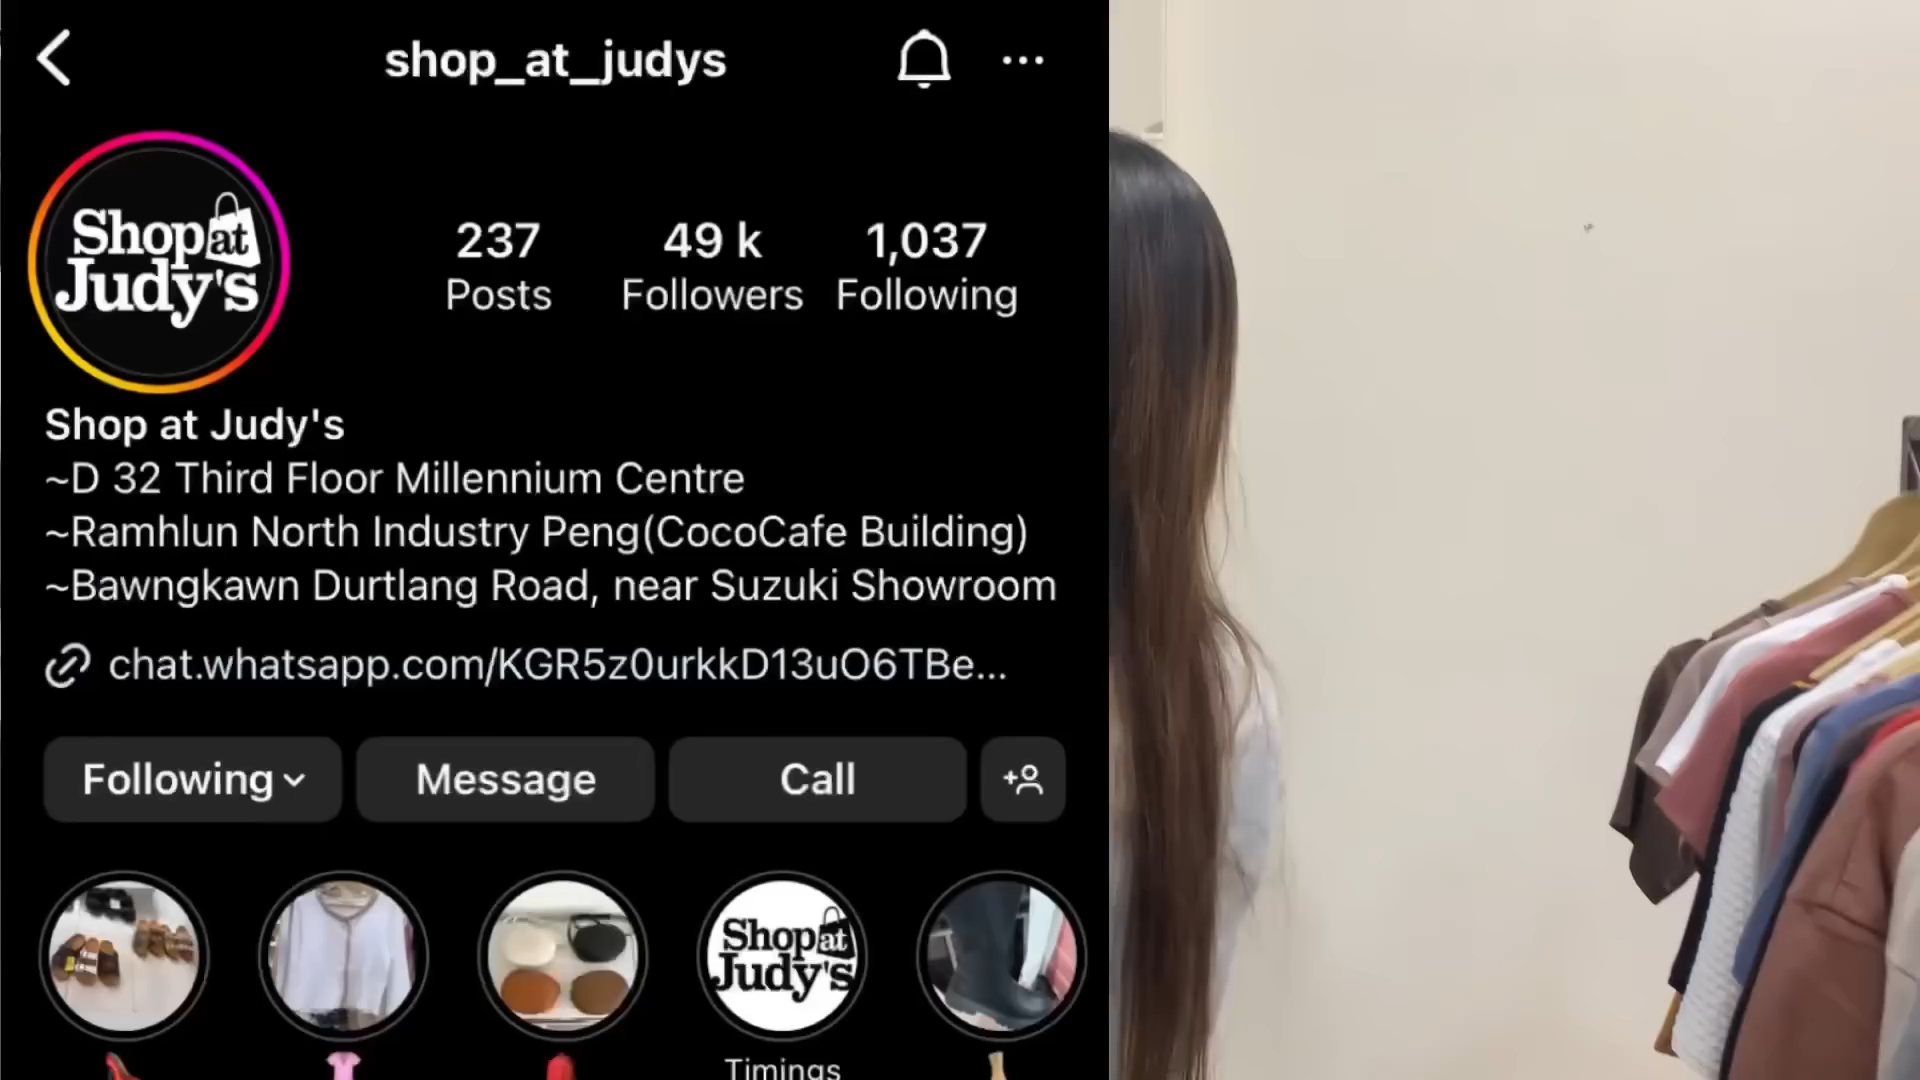 shop_at_judys
Shop at
Judy's
237
Posts
49 k
Followers
1,037
Following
Shop at Judy's
~D 32 Third Floor Millennium Centre
~Ramhlun North Industry Peng(CocoCafe Building)
~Bawngkawn Durtlang Road, near Suzuki Showroom
chat.whatsapp.com/KGR5z0urkkD13uO6TBe...
Following
Message
Call
Shop at
Judy's
Timings